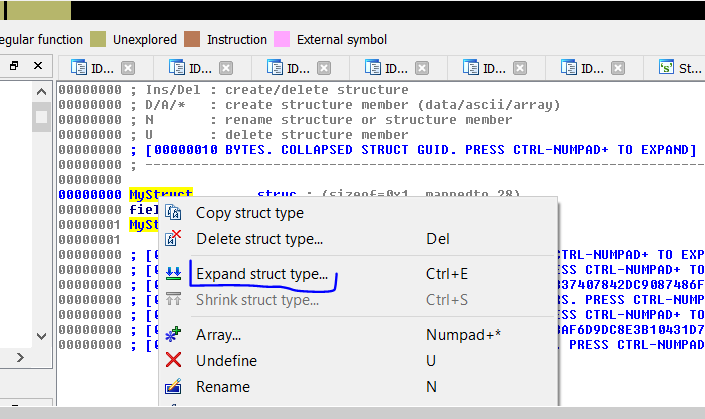 egular function Unexplored Instruction External symbol
ID... ID... ID... ID... ID... ID... St...
00000000 ; Ins/Del : create/delete structure
00000000 ; D/A/* : create structure member (data/ascii/array)
00000000 ; N : rename structure or structure member
00000000 ; U : delete structure member
00000000 ; [00000010 BYTES. COLLAPSED STRUCT GUID. PRESS CTRL-NUMPAD+ TO EXPAND]
00000000 ; ---------------------------------------------------------------------------
00000000
00000000 MyStruct struc ; (sizeof=0x1, mappedto_28)
00000000 fiel
00000001 MySt
00000001
00000000 ; [0 CTRL-NUMPAD+ TO EXP
00000000 ; [0 SS CTRL-NUMPAD+ TO
00000000 ; [0 37407842DC9087486F
00000000 ; [0 S. PRESS CTRL-NUMP
00000000 ; [0 SS CTRL-NUMPAD+ TO
00000000 ; [0 AF6D9DC8E3B10431D7
00000000 ; [0 . PRESS CTRL-NUMPAD
Copy struct type
Delete struct type... Del
Expand struct type... Ctrl+E
Shrink struct type... Ctrl+S
Array... Numpad+*
Undefine U
Rename N